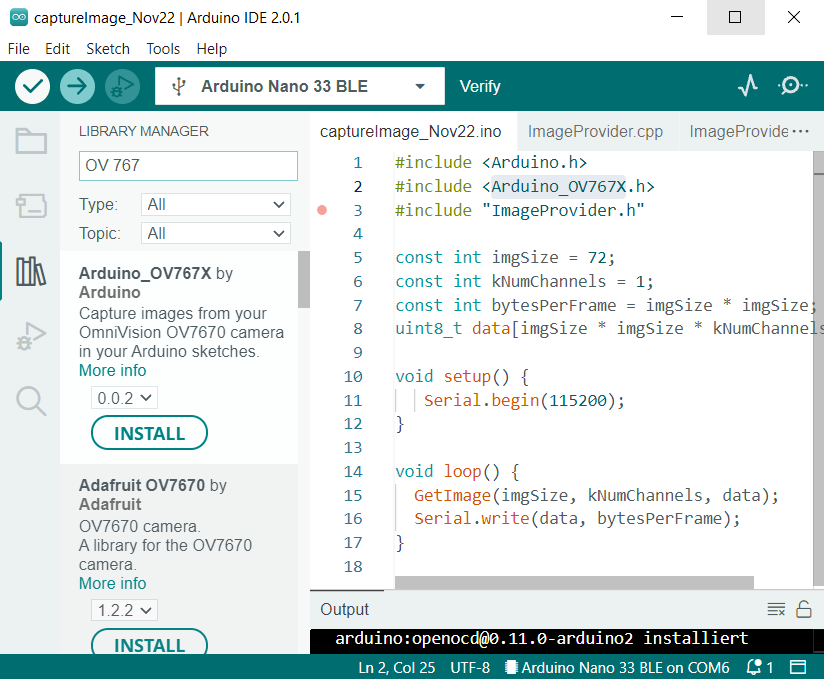 captureImage_Nov22 | Arduino IDE 2.0.1
File Edit Sketch Tools Help
Arduino Nano 33 BLE
Verify
LIBRARY MANAGER
OV 767
Type: All
Topic: All
Arduino_OV767X by
Arduino
Capture images from your
OmniVision OV7670 camera
in your Arduino sketches.
More info
0.0.2
INSTALL
Adafruit OV7670 by
Adafruit
OV7670 camera.
A library for the OV7670
camera.
More info
1.2.2
INSTALL
captureImage_Nov22.ino ImageProvider.cpp ImageProvide ···
1 #include <Arduino.h>
2 #include <Arduino_OV767X.h>
3 #include "ImageProvider.h"
4
5 const int imgSize = 72;
6 const int kNumChannels = 1;
7 const int bytesPerFrame = imgSize * imgSize;
8 uint8_t data[imgSize * imgSize * kNumChannels
9
10 void setup() {
11 Serial.begin(115200);
12 }
13
14 void loop() {
15 GetImage(imgSize, kNumChannels, data);
16 Serial.write(data, bytesPerFrame);
17 }
18
Output
arduino:openocd@0.11.0-arduino2 installiert
Ln 2, Col 25 UTF-8 Arduino Nano 33 BLE on COM6 1